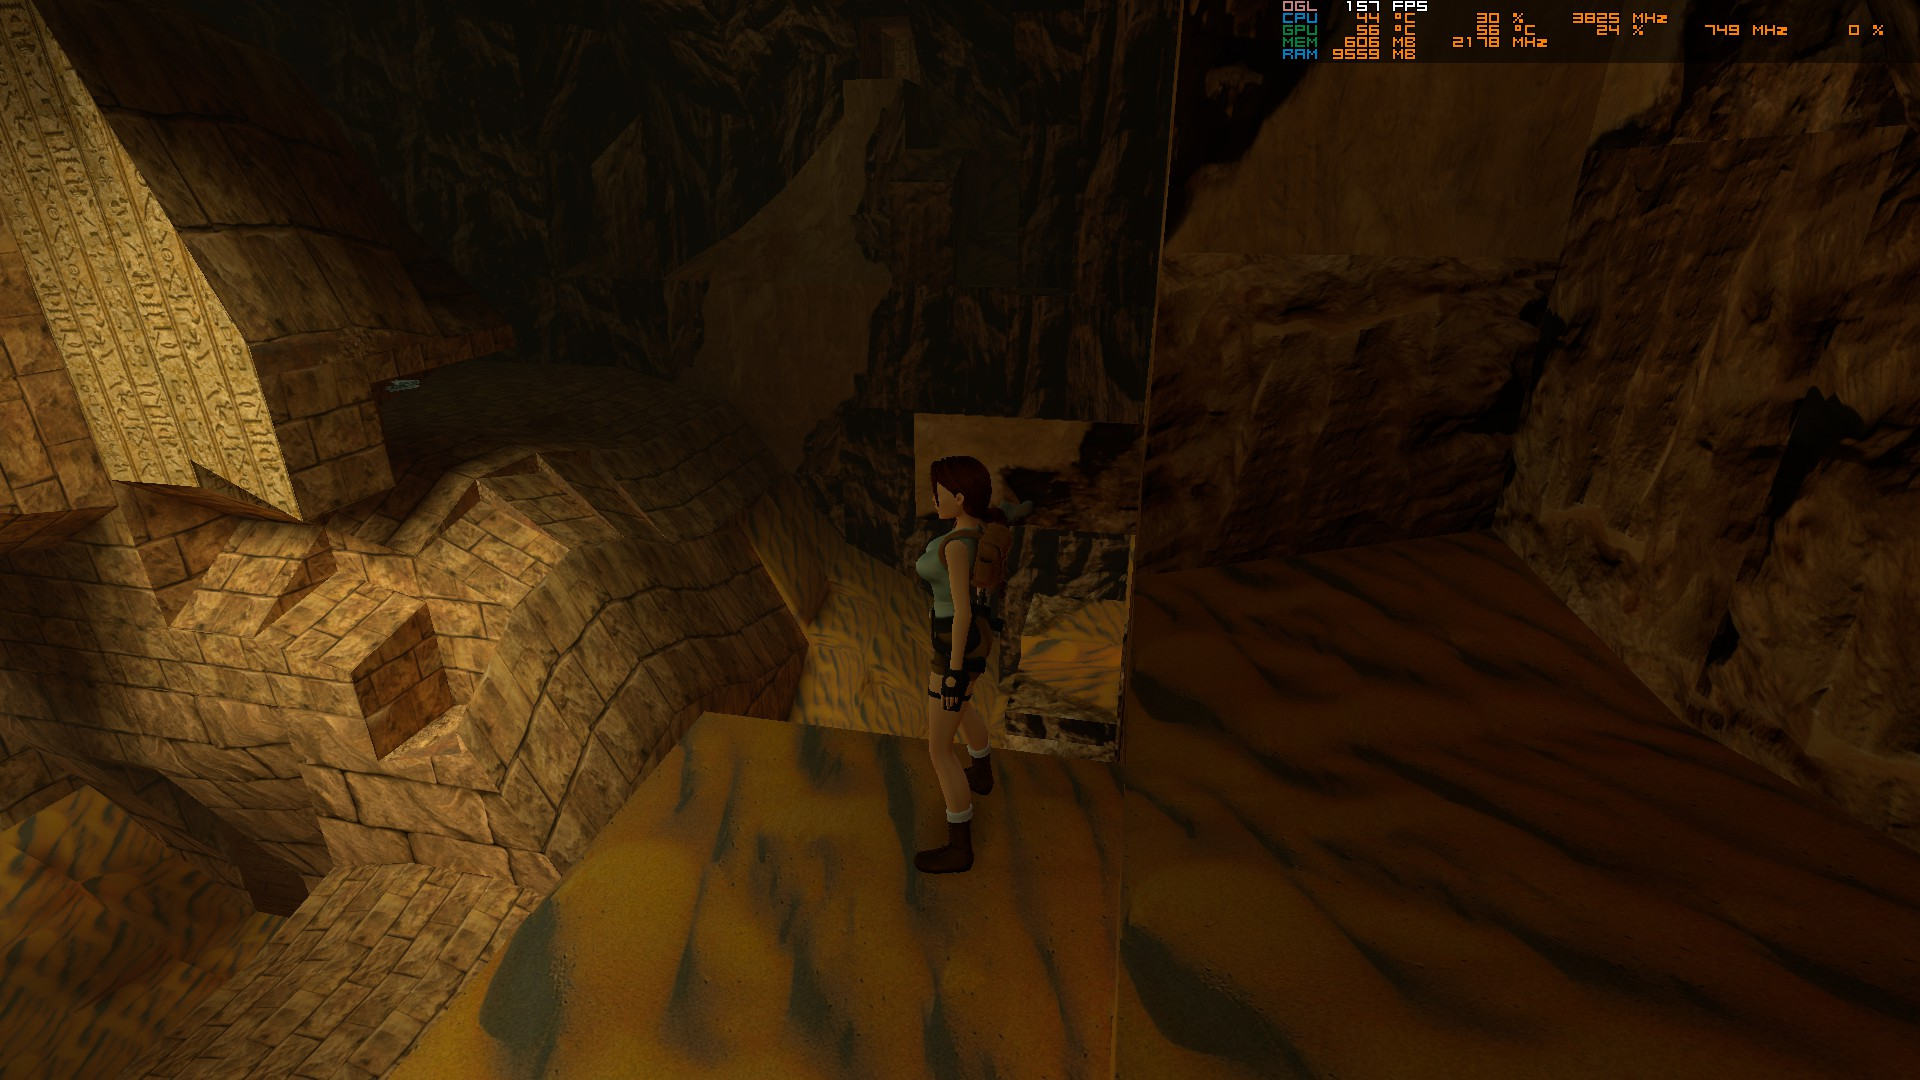 OGL 157 FPS
CPU 44 °C 30 % 3825 MHz
GPU 56 °C 56 °C 24 % 749 MHz 0 %
MEM 606 MB 2178 MHz
RAM 9559 MB